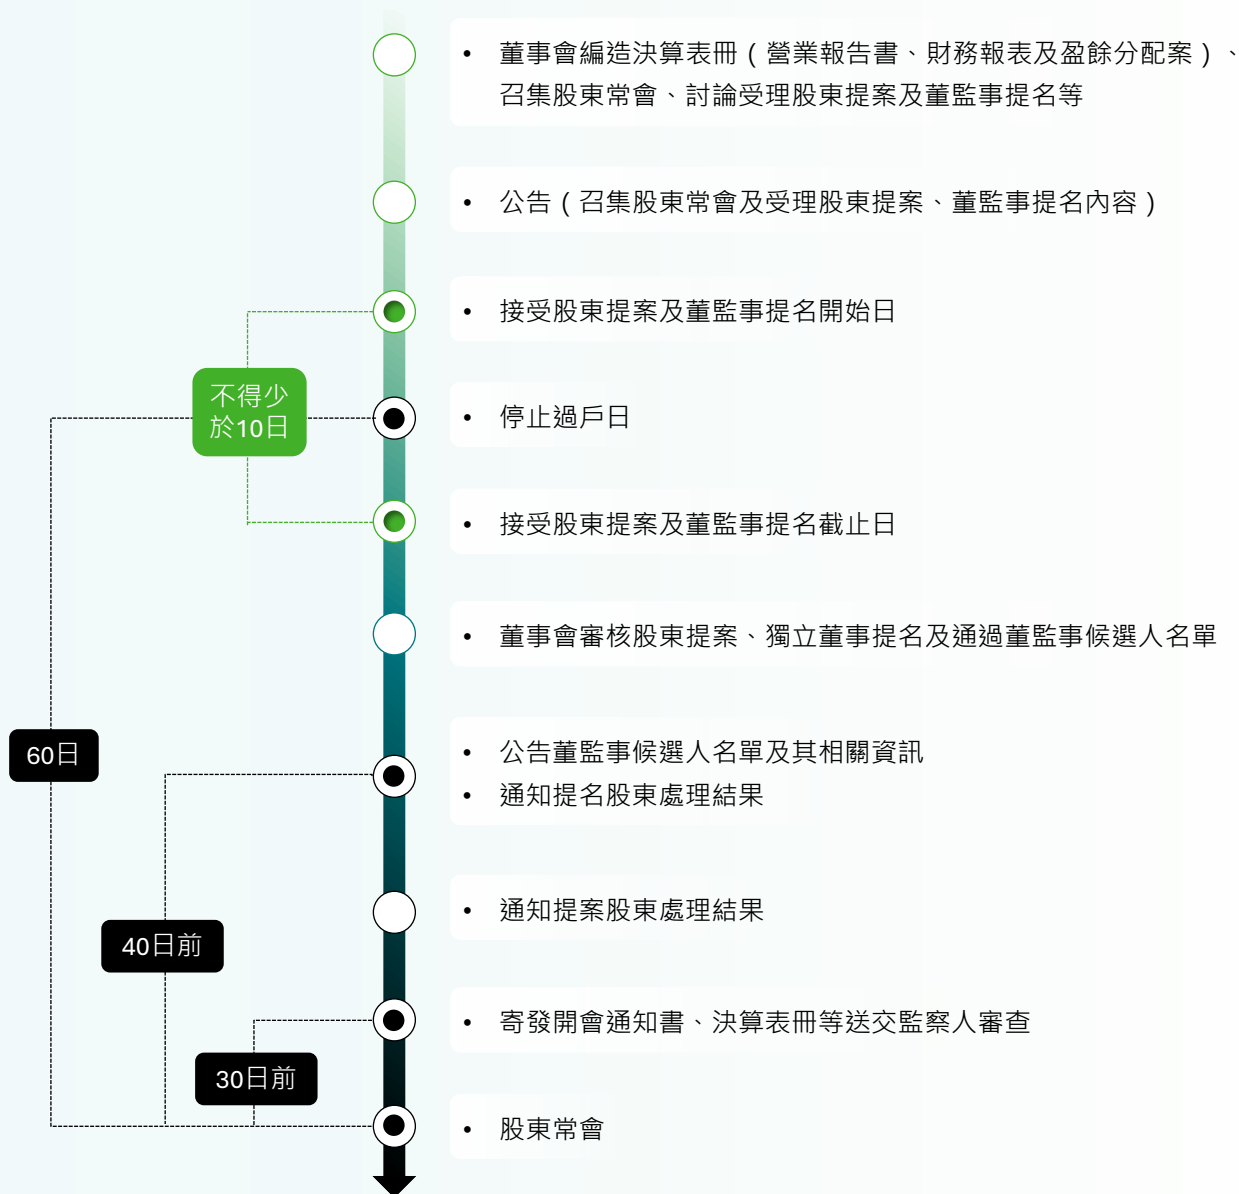 • 董事會編造決算表冊（營業報告書、財務報表及盈餘分配案）、
召集股東常會、討論受理股東提案及董監事提名等
• 公告（召集股東常會及受理股東提案、董監事提名內容）
• 接受股東提案及董監事提名開始日
不得少
於10日
• 停止過戶日
• 接受股東提案及董監事提名截止日
• 董事會審核股東提案、獨立董事提名及通過董監事候選人名單
60日
• 公告董監事候選人名單及其相關資訊
• 通知提名股東處理結果
40日前
• 通知提案股東處理結果
• 寄發開會通知書、決算表冊等送交監察人審查
30日前
• 股東常會